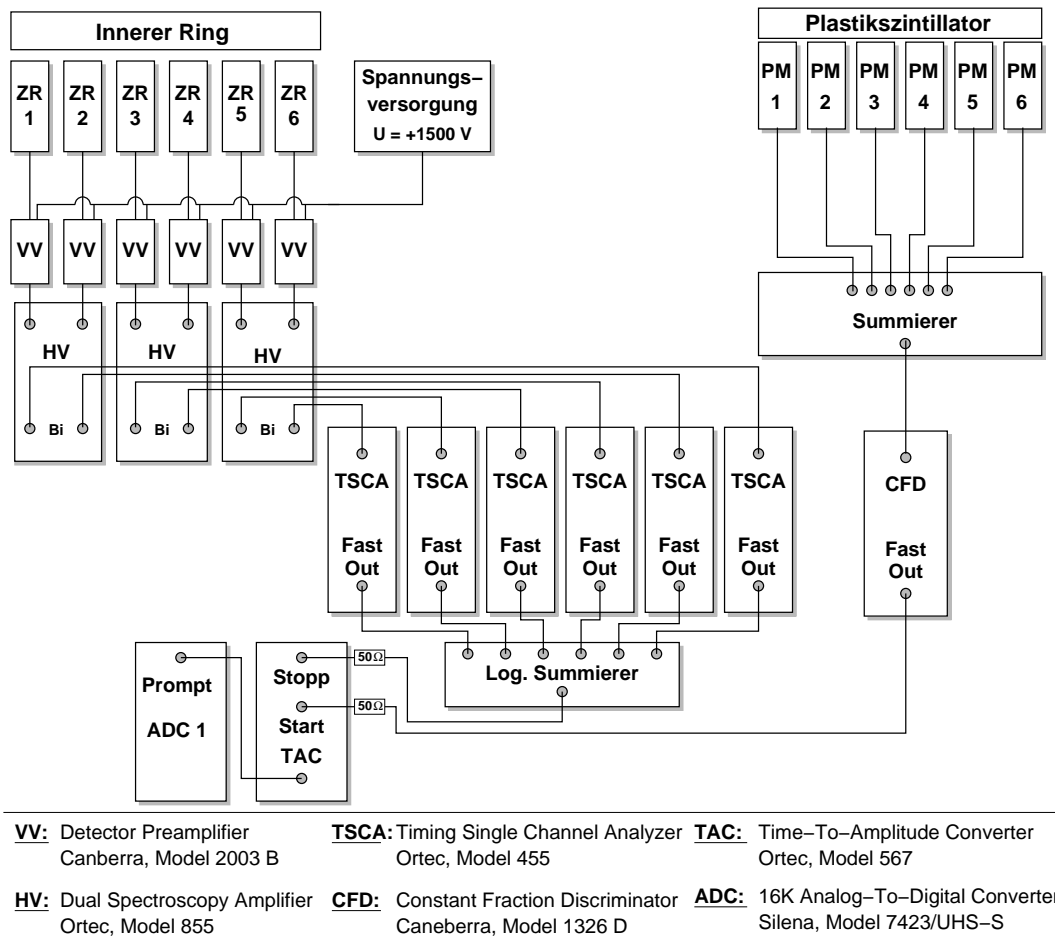 Innerer Ring
Plastikszintillator
ZR 1
ZR 2
ZR 3
ZR 4
ZR 5
ZR 6
Spannungs–
versorgung
U = +1500 V
PM 1
PM 2
PM 3
PM 4
PM 5
PM 6
VV
VV
VV
VV
VV
VV
Summierer
HV
HV
HV
Bi
Bi
Bi
TSCA
TSCA
TSCA
TSCA
TSCA
TSCA
CFD
Fast Out
Fast Out
Fast Out
Fast Out
Fast Out
Fast Out
Fast Out
Prompt
ADC 1
Stopp
Start
TAC
50Ω
50Ω
Log. Summierer
VV: Detector Preamplifier
Canberra, Model 2003 B
TSCA: Timing Single Channel Analyzer
Ortec, Model 455
TAC: Time–To–Amplitude Converter
Ortec, Model 567
HV: Dual Spectroscopy Amplifier
Ortec, Model 855
CFD: Constant Fraction Discriminator
Caneberra, Model 1326 D
ADC: 16K Analog–To–Digital Converter
Silena, Model 7423/UHS–S